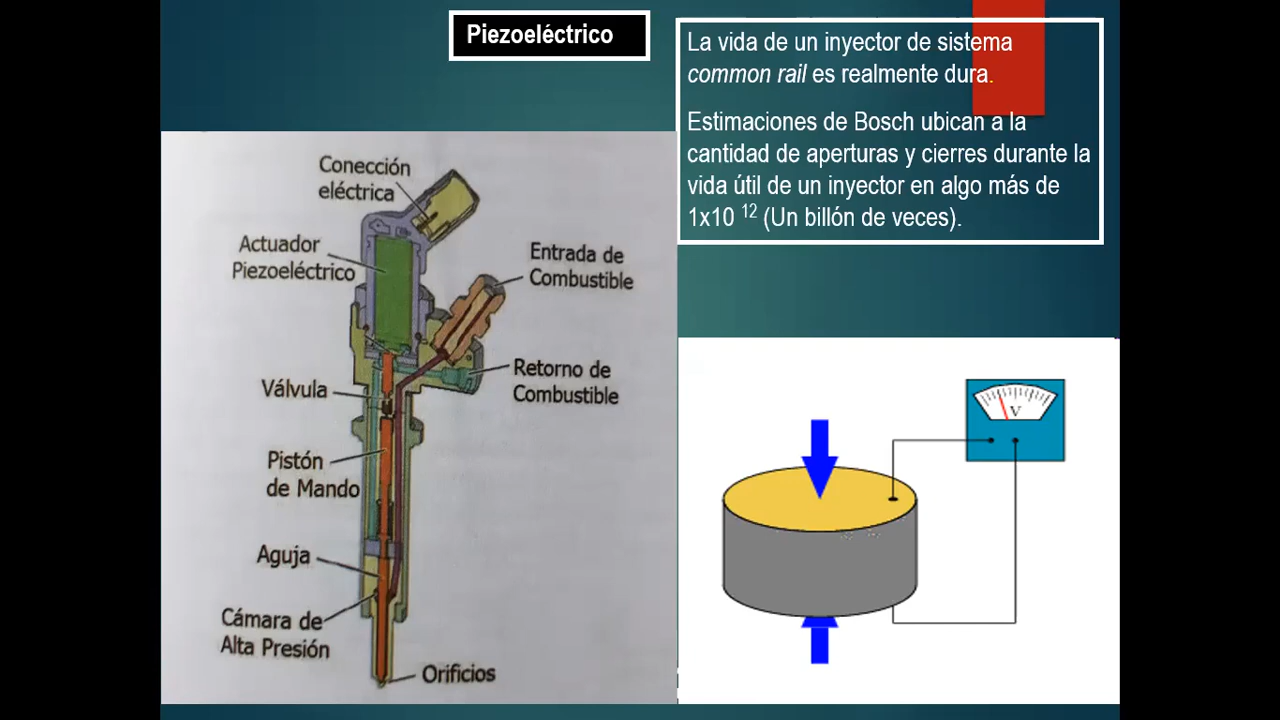 Piezoeléctrico
La vida de un inyector de sistema
common rail es realmente dura.
Estimaciones de Bosch ubican a la
cantidad de aperturas y cierres durante la
vida útil de un inyector en algo más de
1x10 12 (Un billón de veces).
Conección
eléctrica
Actuador
Piezoeléctrico
Entrada de
Combustible
Retorno de
Combustible
Válvula
Pistón
de Mando
Aguja
Cámara de
Alta Presión
Orificios
V